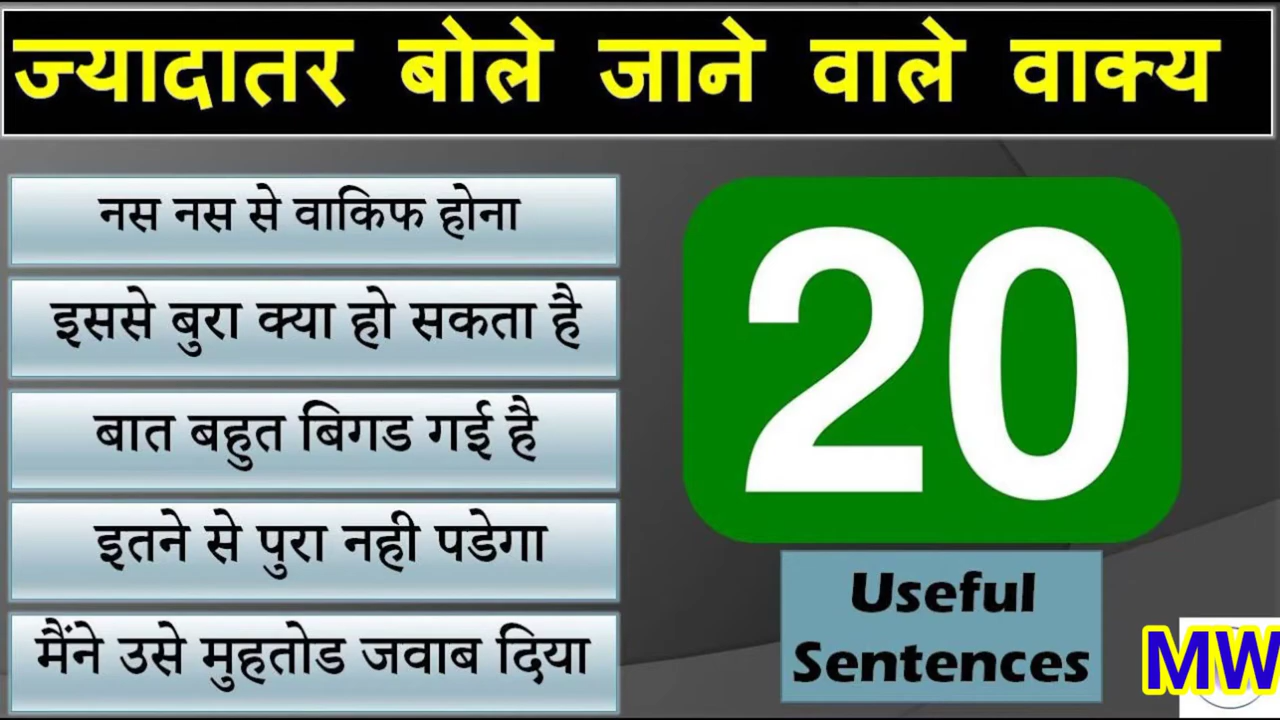 ज्यादातर बोले जाने वाले वाक्य
नस नस से वाकिफ होना
इससे बुरा क्या हो सकता है
बात बहुत बिगड गई है
इतने से पुरा नही पडेगा
मैंने उसे मुहतोड जवाब दिया
20
Useful
Sentences
MW